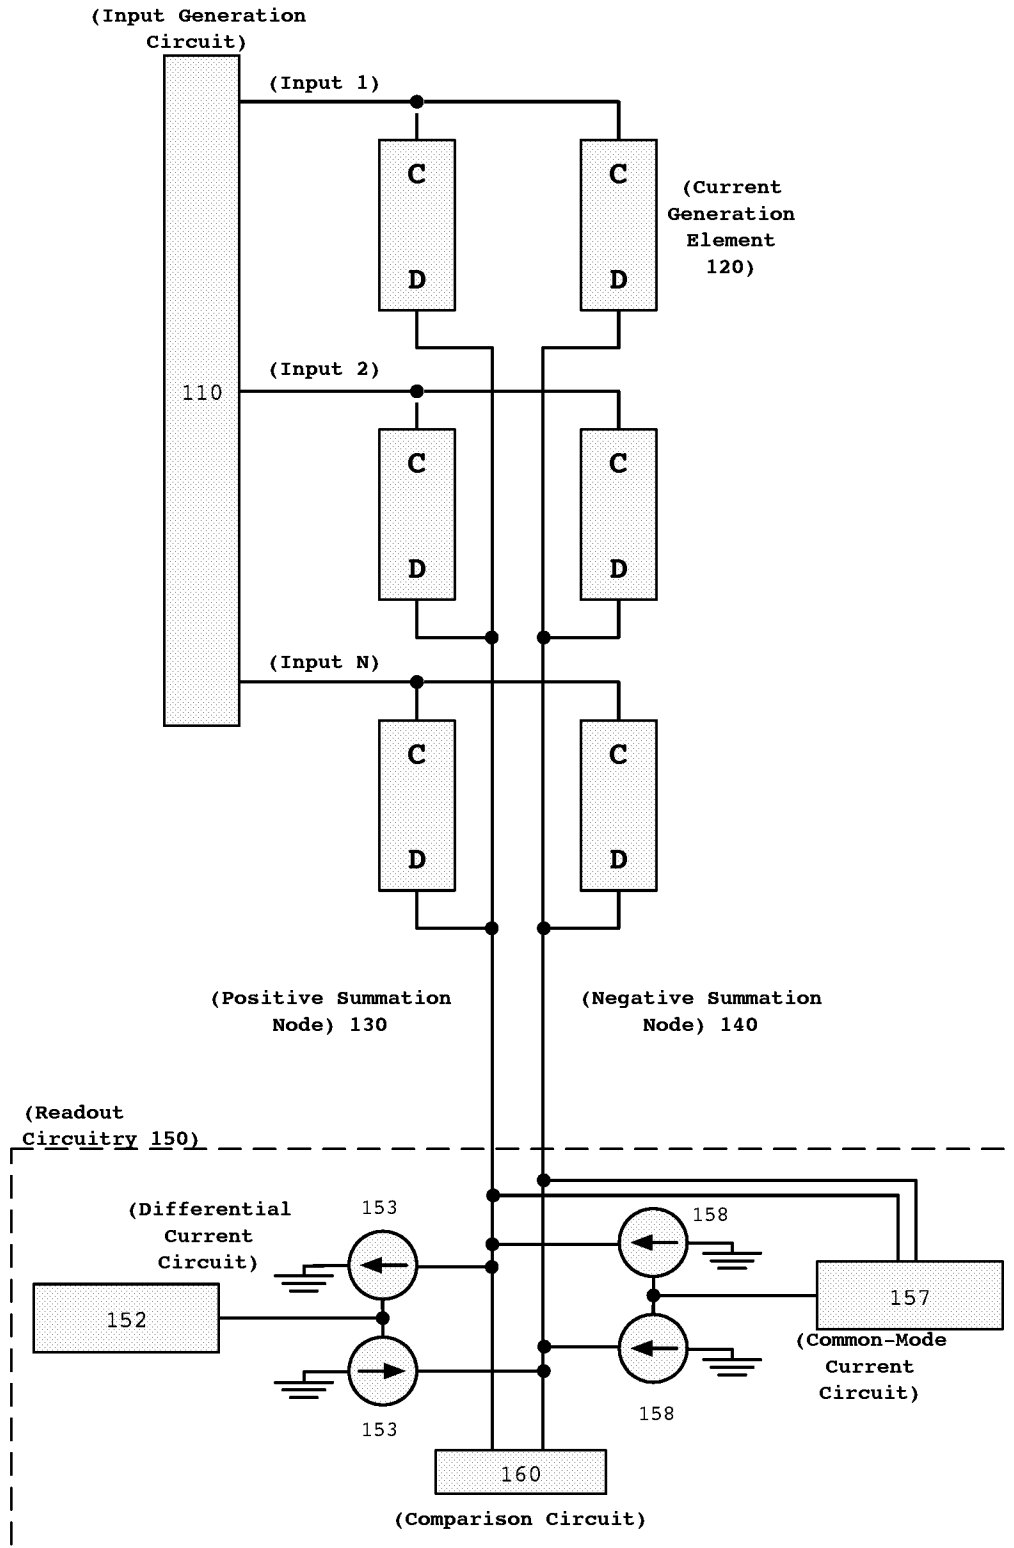 (Input Generation
Circuit)
(Input 1)
C
C
(Current
Generation
Element
120)
D
D
(Input 2)
110
C
C
D
D
(Input N)
C
C
D
D
(Positive Summation
Node) 130
(Negative Summation
Node) 140
(Readout
Circuitry 150)
(Differential
Current
Circuit)
153
158
152
157
(Common-Mode
Current
Circuit)
153
158
160
(Comparison Circuit)